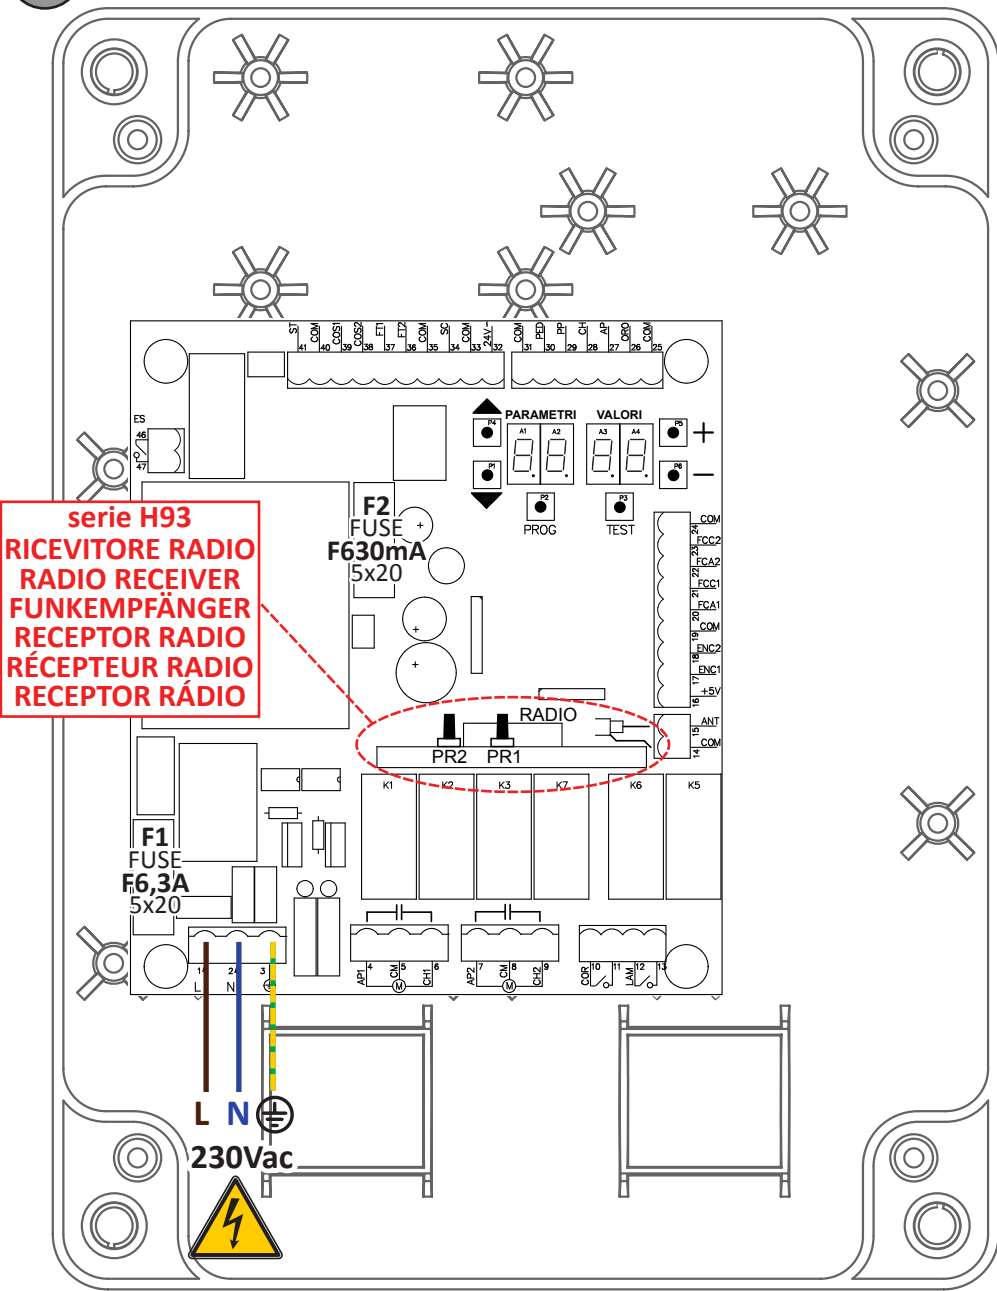 ST COM COS1 COS2 FT1 FT2 COM SC COM 24V~
41 40 39 38 37 36 35 34 33 32
COM PED PP CH AP ORO COM
31 30 29 28 27 26 25
ES
46
47
PARAMETRI VALORI
P4 A1 A2 A3 A4 P5 +
P1 P6 −
P2 P3
PROG TEST
F2
FUSE
F630mA
5x20
serie H93
RICEVITORE RADIO
RADIO RECEIVER
FUNKEMPFÄNGER
RECEPTOR RADIO
RÉCEPTEUR RADIO
RECEPTOR RÁDIO
24 COM
23 FCC2
22 FCA2
21 FCC1
20 FCA1
19 COM
18 ENC2
17 ENC1
16 +5V
15 ANT
14 COM
+
+
RADIO
PR2 PR1
K1 K2 K3 K7 K6 K5
F1
FUSE
F6,3A
5x20
1 2 3
L N
4 5 6
AP1 CM CH1
M
7 8 9
AP2 CM CH2
M
10 11 12 13
COR LAM
L N
230Vac